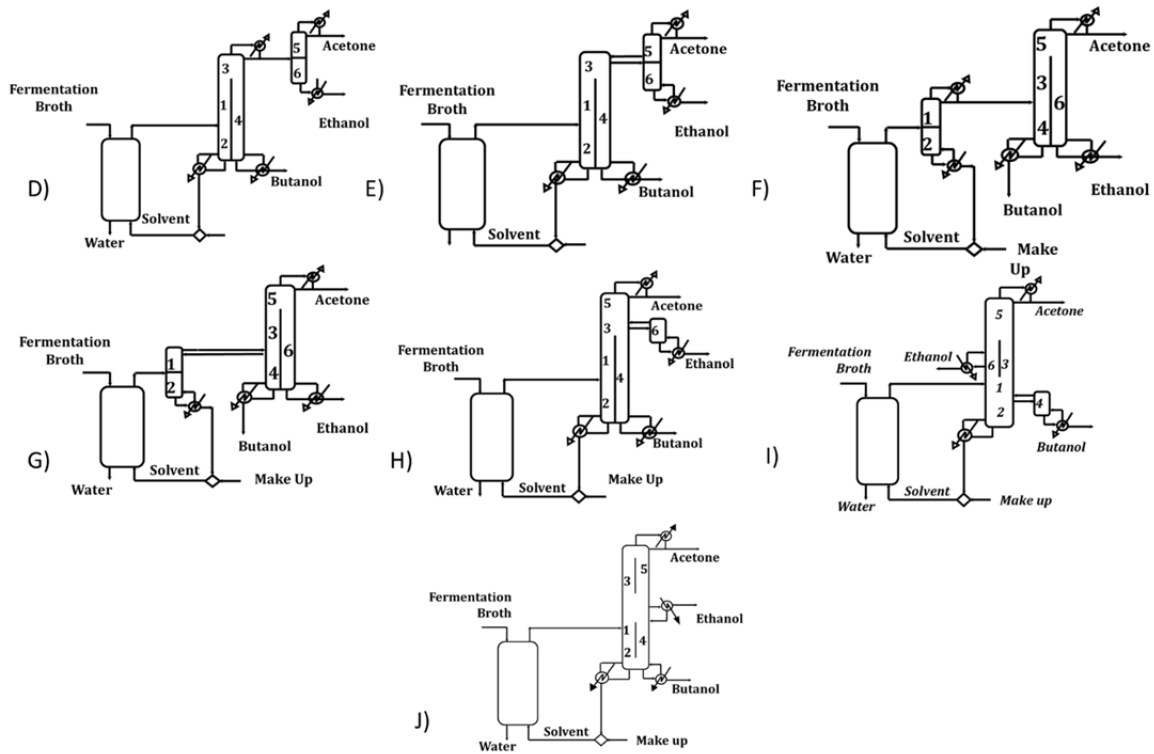 Fermentation
Broth
3
1
2
4
5
6
Acetone
Ethanol
Butanol
Solvent
Water
D)
Fermentation
Broth
3
1
2
4
5
6
Acetone
Ethanol
Butanol
Solvent
E)
Fermentation
Broth
1
2
5
3
4
6
Acetone
Ethanol
Butanol
Solvent
Water
Make
Up
F)
Fermentation
Broth
1
2
5
3
4
6
Acetone
Ethanol
Butanol
Solvent
Water
Make Up
G)
Fermentation
Broth
5
3
1
2
4
6
Acetone
Ethanol
Butanol
Solvent
Water
Make Up
H)
Fermentation
Broth
Ethanol
5
6
3
1
2
4
Acetone
Butanol
Solvent
Water
Make up
I)
Fermentation
Broth
3
5
1
2
4
Acetone
Ethanol
Butanol
Solvent
Water
Make up
J)